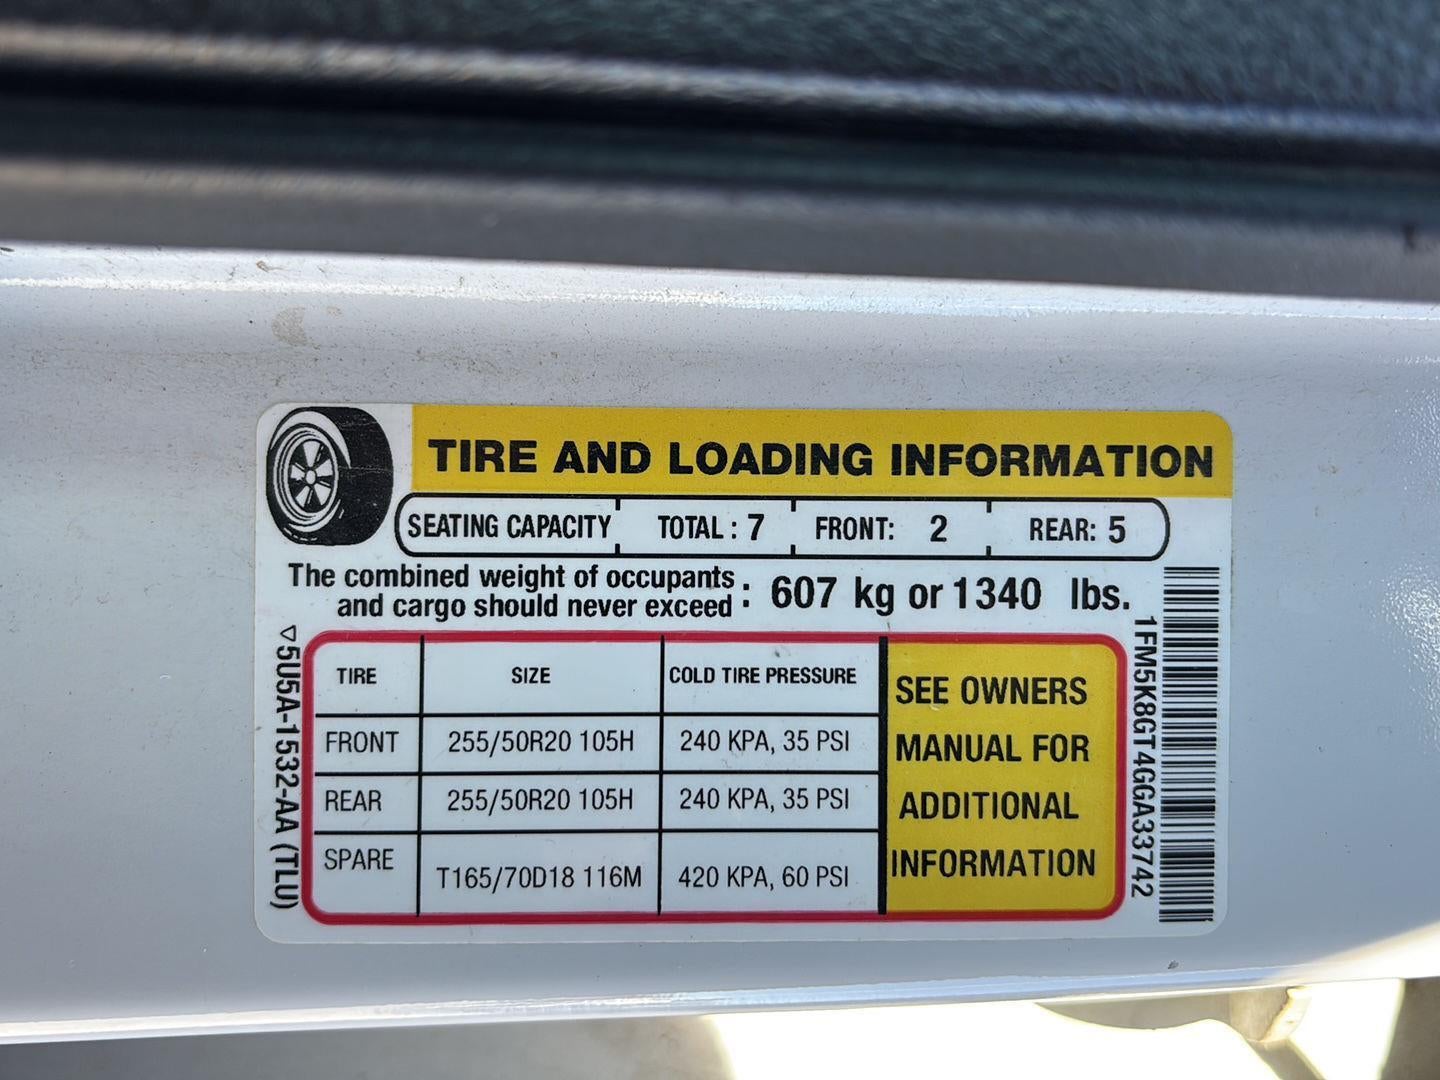 TIRE AND LOADING INFORMATION
SEATING CAPACITY TOTAL : 7 FRONT: 2 REAR: 5
The combined weight of occupants
and cargo should never exceed : 607 kg or 1340 lbs.
TIRE SIZE COLD TIRE PRESSURE
FRONT 255/50R20 105H 240 KPA, 35 PSI
REAR 255/50R20 105H 240 KPA, 35 PSI
SPARE T165/70D18 116M 420 KPA, 60 PSI
SEE OWNERS
MANUAL FOR
ADDITIONAL
INFORMATION
▽5U5A-1532-AA (TLU)
1FM5K8GT4GGA33742